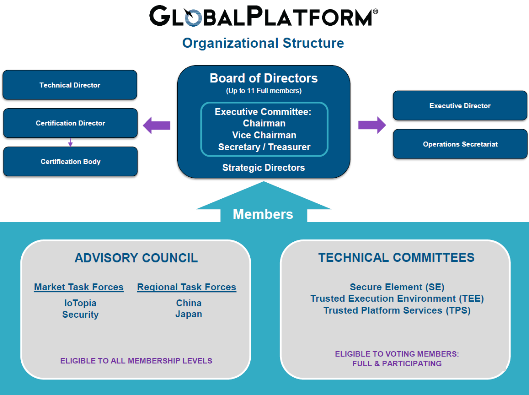 GLOBALPLATFORM®
Organizational Structure
Board of Directors
(Up to 11 Full members)
Executive Committee:
Chairman
Vice Chairman
Secretary / Treasurer
Strategic Directors
Technical Director
Certification Director
Certification Body
Executive Director
Operations Secretariat
Members
ADVISORY COUNCIL
Market Task Forces
IoTopia
Security
Regional Task Forces
China
Japan
ELIGIBLE TO ALL MEMBERSHIP LEVELS
TECHNICAL COMMITTEES
Secure Element (SE)
Trusted Execution Environment (TEE)
Trusted Platform Services (TPS)
ELIGIBLE TO VOTING MEMBERS:
FULL & PARTICIPATING